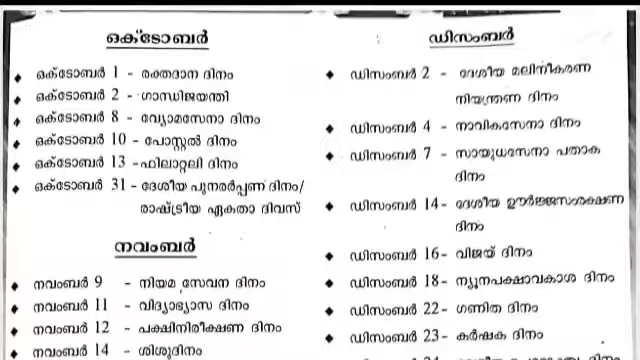 ഒക്ടോബർ
ഒക്ടോബർ 1 - രക്തദാന ദിനം
ഒക്ടോബർ 2 - ഗാന്ധിജയന്തി
ഒക്ടോബർ 8 - വ്യോമസേനാ ദിനം
ഒക്ടോബർ 10 - പോസ്റ്റൽ ദിനം
ഒക്ടോബർ 13 - ഫിലാറ്റലി ദിനം
ഒക്ടോബർ 31 - ദേശീയ പുനരർപ്പണ ദിനം/
രാഷ്ട്രീയ ഏകതാ ദിവസ്
നവംബർ
നവംബർ 9 - നിയമ സേവന ദിനം
നവംബർ 11 - വിദ്യാഭ്യാസ ദിനം
നവംബർ 12 - പക്ഷിനിരീക്ഷണ ദിനം
നവംബർ 14 - ശിശുദിനം
ഡിസംബർ
ഡിസംബർ 2 - ദേശീയ മലിനീകരണ
നിയന്ത്രണ ദിനം
ഡിസംബർ 4 - നാവികസേനാ ദിനം
ഡിസംബർ 7 - സായുധസേനാ പതാക
ദിനം
ഡിസംബർ 14 - ദേശീയ ഊർജ്ജസംരക്ഷണ
ദിനം
ഡിസംബർ 16 - വിജയ് ദിനം
ഡിസംബർ 18 - ന്യൂനപക്ഷാവകാശ ദിനം
ഡിസംബർ 22 - ഗണിത ദിനം
ഡിസംബർ 23 - കർഷക ദിനം